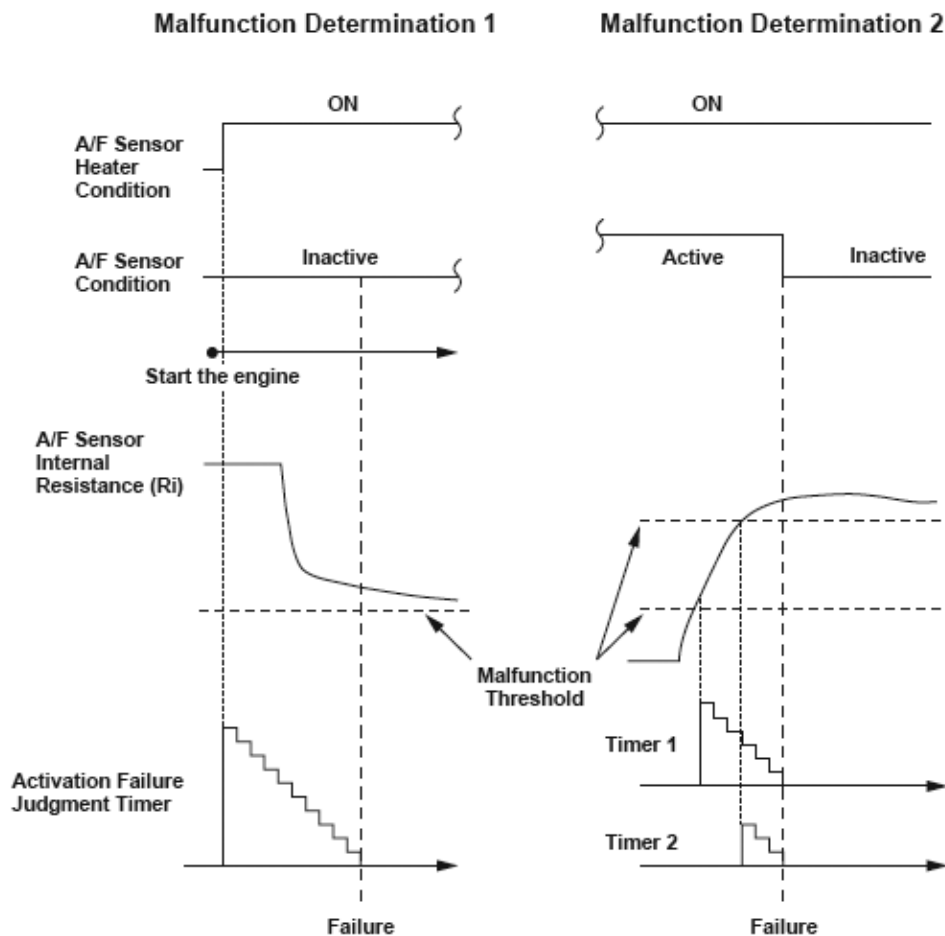 Malfunction Determination 1
Malfunction Determination 2
ON
ON
A/F Sensor
Heater
Condition
A/F Sensor
Condition
Inactive
Active
Inactive
Start the engine
A/F Sensor
Internal
Resistance (Ri)
Malfunction
Threshold
Activation Failure
Judgment Timer
Timer 1
Timer 2
Failure
Failure